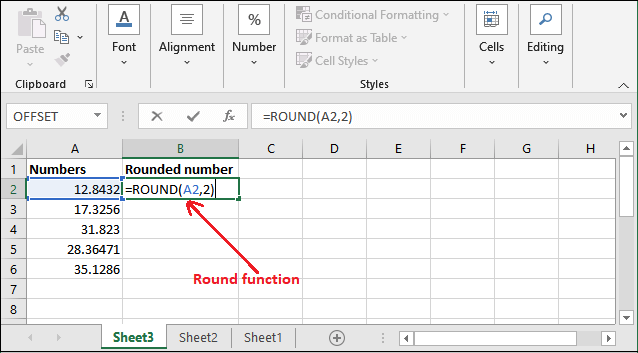 Paste
Clipboard
A
Font
Alignment
%
Number
Conditional Formatting
Format as Table
Cell Styles
Styles
Cells
Editing
OFFSET
fx
=ROUND(A2,2)
A B C D E F G H
1 Numbers Rounded number
2 12.8432 =ROUND(A2,2)
3 17.3256
4 31.823
5 28.36471
6 35.1286
7
8
Round function
Sheet3 Sheet2 Sheet1